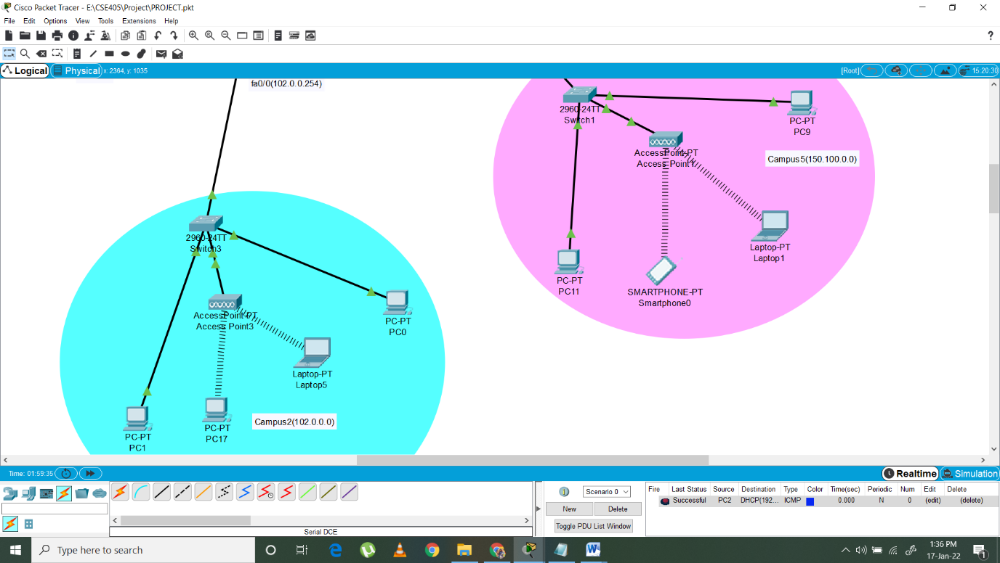 Cisco Packet Tracer - E:\CSE405\Project\PROJECT.pkt
File Edit Options View Tools Extensions Help
?
Logical Physical x: 2364, y: 1035 [Root] 15:20:30
fa0/0(102.0.0.254)
2960-24TT
Switch1
PC-PT
PC9
AccessPoint-PT
Access Point1
Campus5(150.100.0.0)
Laptop-PT
Laptop1
PC-PT
PC11
SMARTPHONE-PT
Smartphone0
2960-24TT
Switch3
AccessPoint-PT
Access Point3
PC-PT
PC0
Laptop-PT
Laptop5
Campus2(102.0.0.0)
PC-PT
PC17
PC-PT
PC1
Time: 01:59:35 Realtime Simulation
Scenario 0
New Delete
Toggle PDU List Window
Fire Last Status Source Destination Type Color Time(sec) Periodic Num Edit Delete
Successful PC2 DHCP(192... ICMP 0.000 N 0 (edit) (delete)
Serial DCE
Type here to search
1:36 PM
17-Jan-22
1